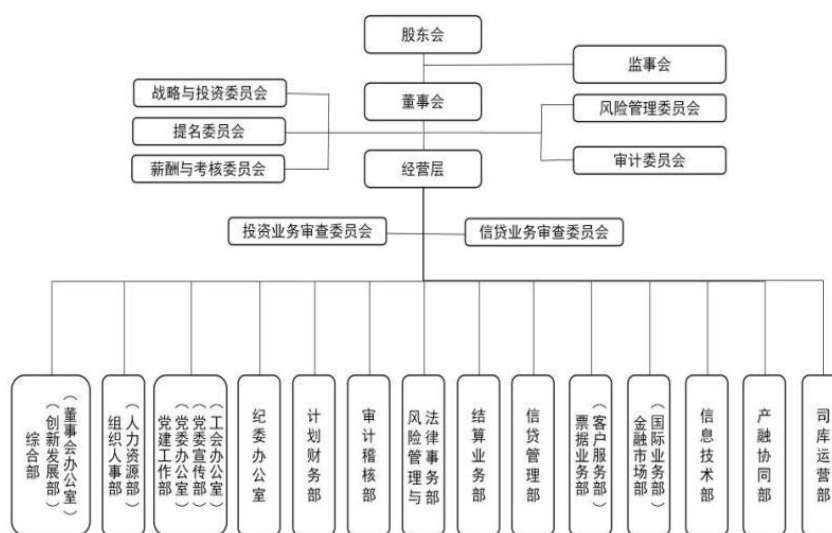 股东会
监事会
战略与投资委员会
董事会
风险管理委员会
提名委员会
薪酬与考核委员会
经营层
审计委员会
投资业务审查委员会
信贷业务审查委员会
综合部
（创新发展部）
（董事会办公室）
组织人事部
（人力资源部）
党建工作部
（党委办公室）
（党委宣传部）
（工会办公室）
纪委办公室
计划财务部
审计稽核部
风险管理与
法律事务部
结算业务部
信贷管理部
票据业务部
（客户服务部）
金融市场部
（国际业务部）
信息技术部
产融协同部
司库运营部